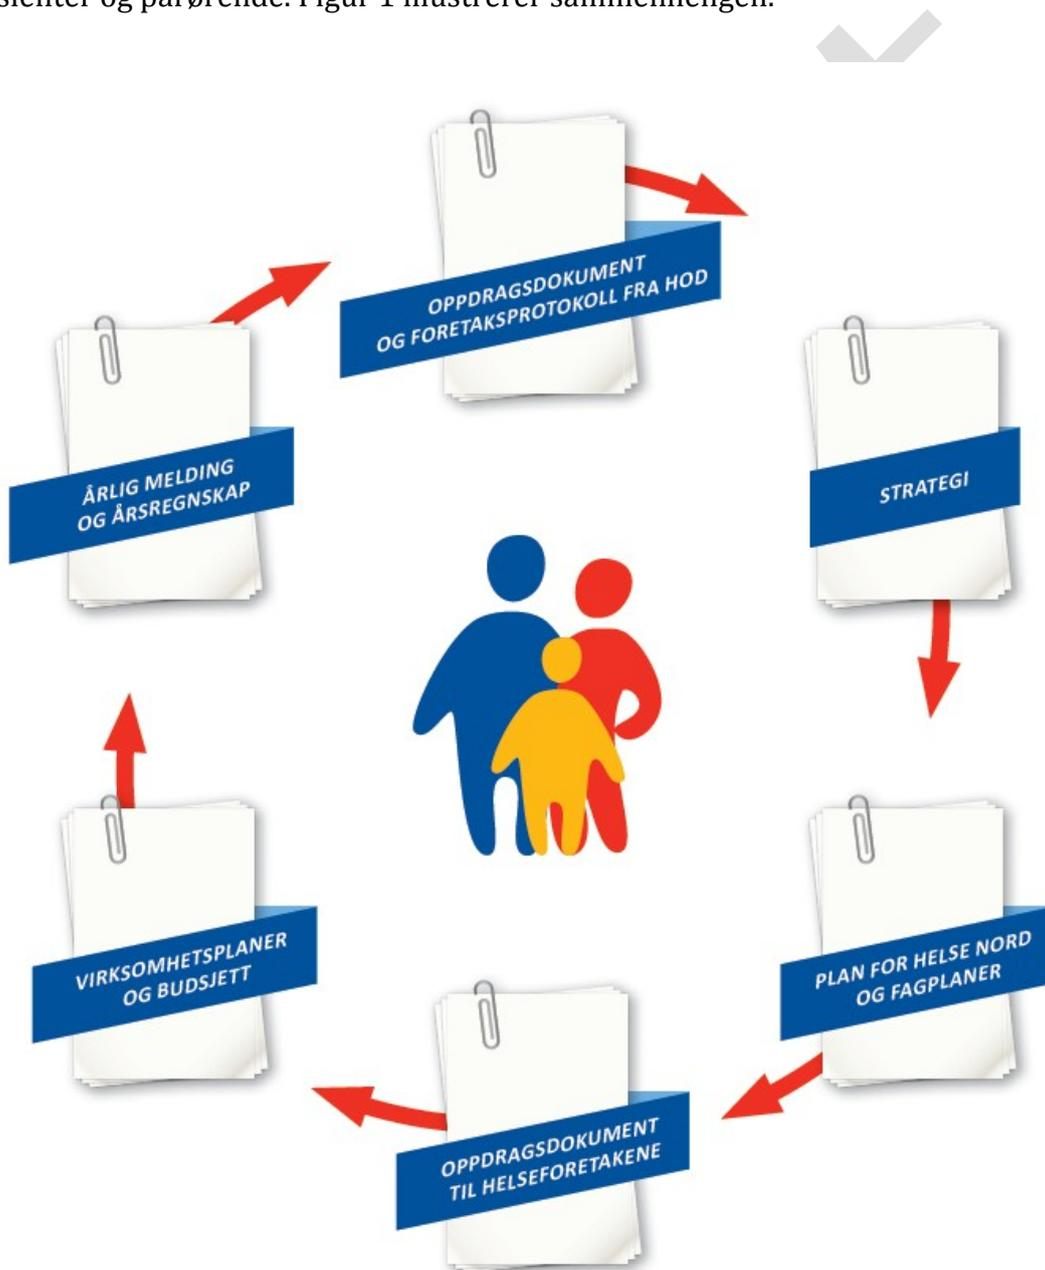 og pårørende. Figur 1 illustrerer sammenhengen.
OPPDRAGSDOKUMENT
OG FORETAKSPROTOKOLL FRA HOD
ÅRLIG MELDING
OG ÅRSREGNSKAP
STRATEGI
VIRKSOMHETSPLANER
OG BUDSJETT
PLAN FOR HELSE NORD
OG FAGPLANER
OPPDRAGSDOKUMENT
TIL HELSEFORETAKENE